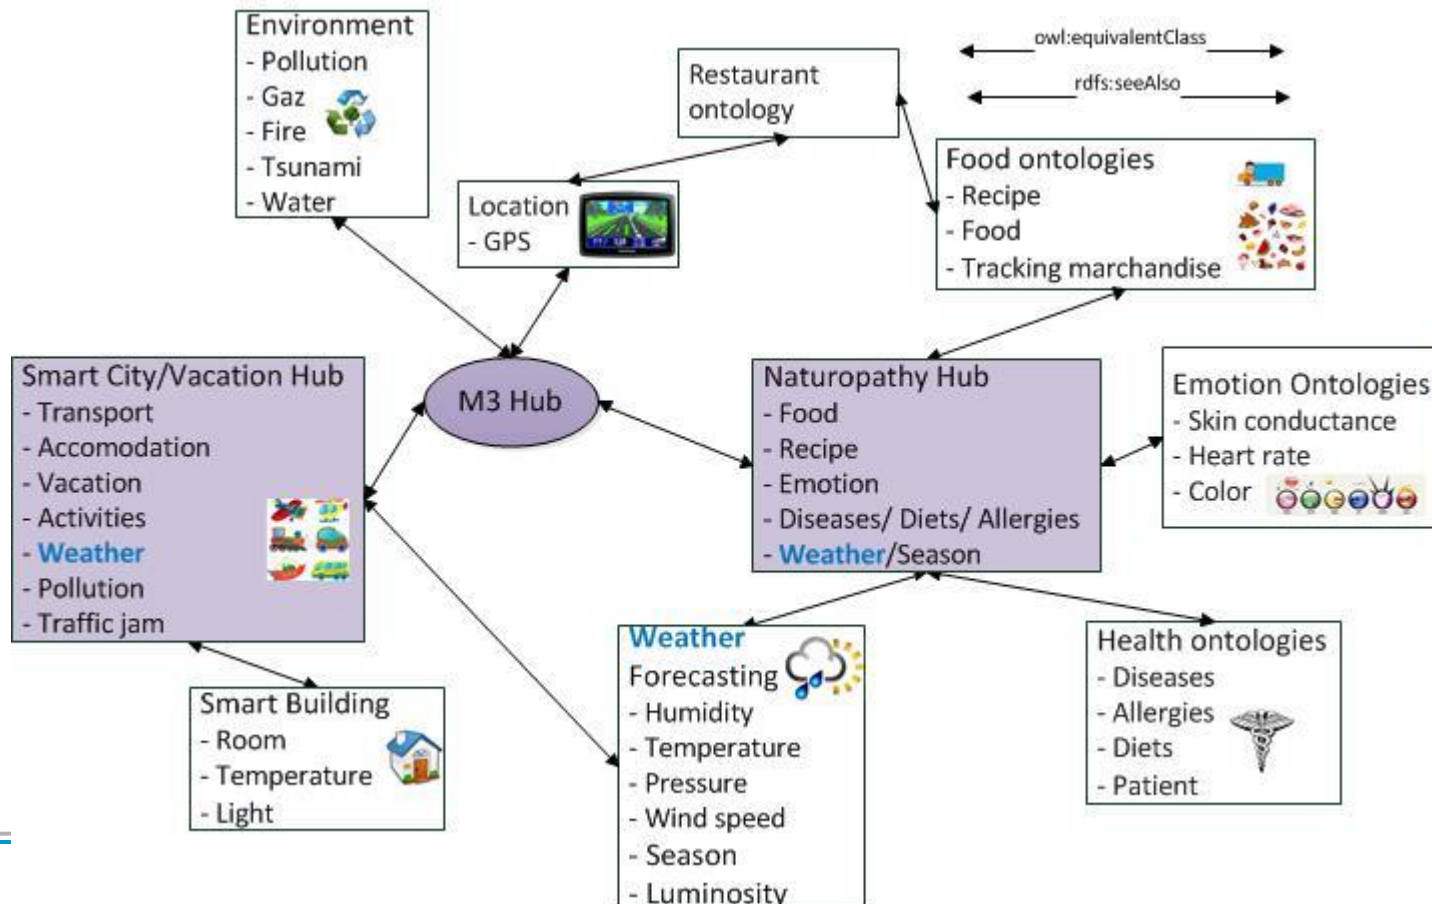 Environment
- Pollution
- Gaz
- Fire
- Tsunami
- Water
Restaurant
ontology
owl:equivalentClass
rdfs:seeAlso
Location
- GPS
Food ontologies
- Recipe
- Food
- Tracking marchandise
M3 Hub
Smart City/Vacation Hub
- Transport
- Accomodation
- Vacation
- Activities
- Weather
- Pollution
- Traffic jam
Naturopathy Hub
- Food
- Recipe
- Emotion
- Diseases/ Diets/ Allergies
- Weather/Season
Emotion Ontologies
- Skin conductance
- Heart rate
- Color
Smart Building
- Room
- Temperature
- Light
Weather
Forecasting
- Humidity
- Temperature
- Pressure
- Wind speed
- Season
- Luminosity
Health ontologies
- Diseases
- Allergies
- Diets
- Patient